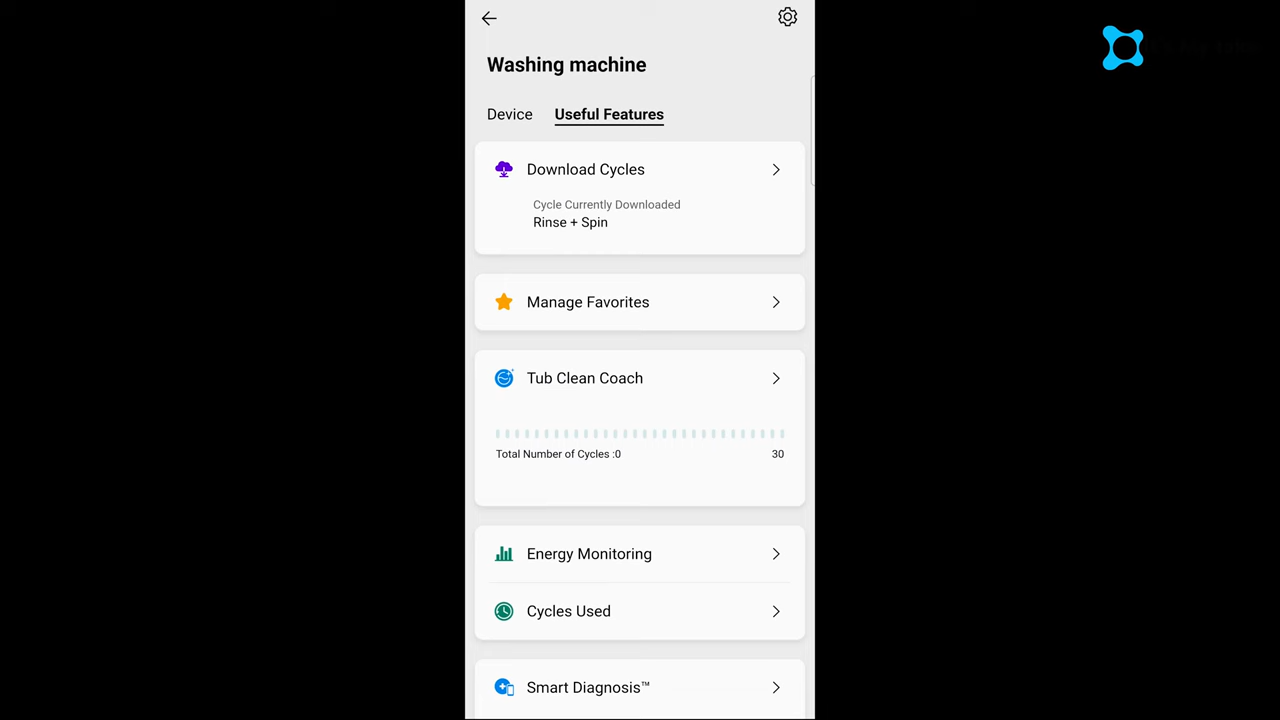 Washing machine
Device Useful Features
Download Cycles
Cycle Currently Downloaded
Rinse + Spin
Manage Favorites
Tub Clean Coach
Total Number of Cycles :0 30
Energy Monitoring
Cycles Used
Smart Diagnosis™